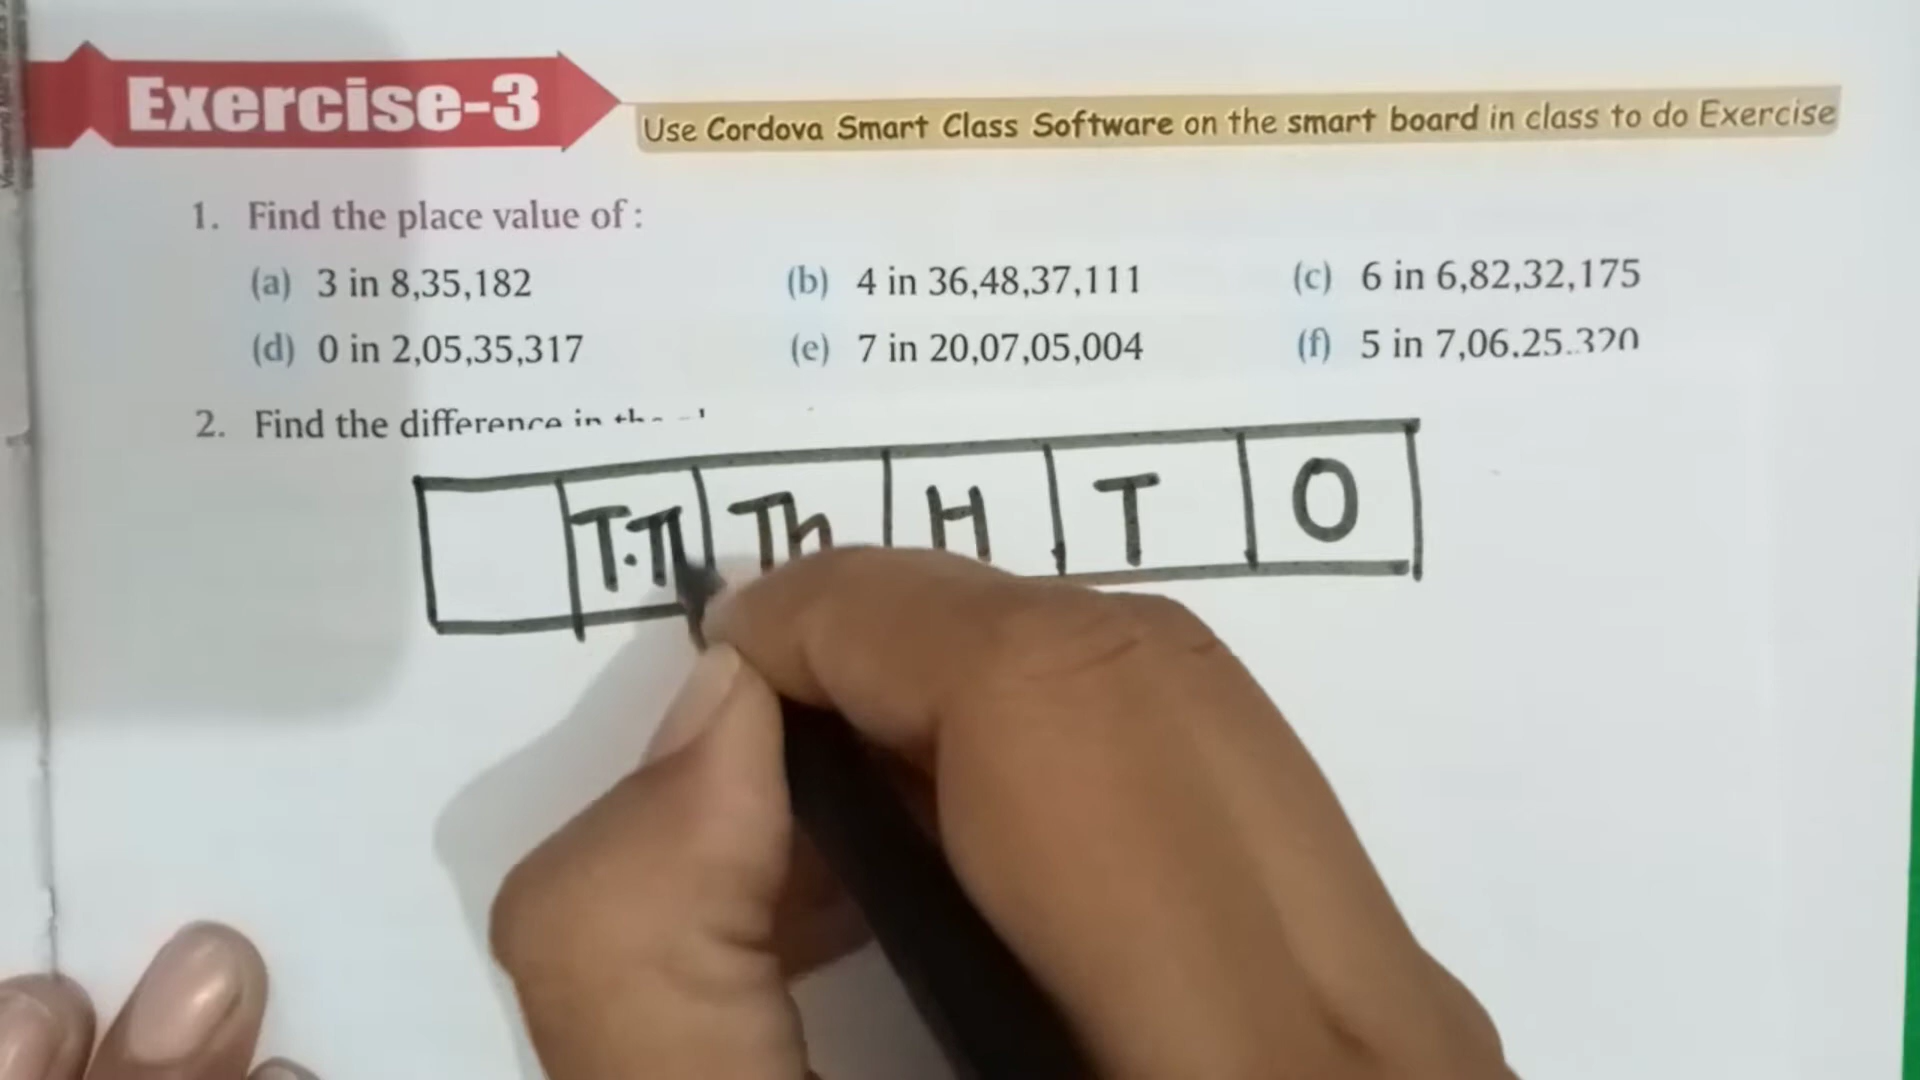 Exercise-3
Use Cordova Smart Class Software on the smart board in class to do Exercise
1. Find the place value of :
(a) 3 in 8,35,182 (b) 4 in 36,48,37,111 (c) 6 in 6,82,32,175
(d) 0 in 2,05,35,317 (e) 7 in 20,07,05,004 (f) 5 in 7,06,25,320
2. Find the difference in
T.T Th H T O